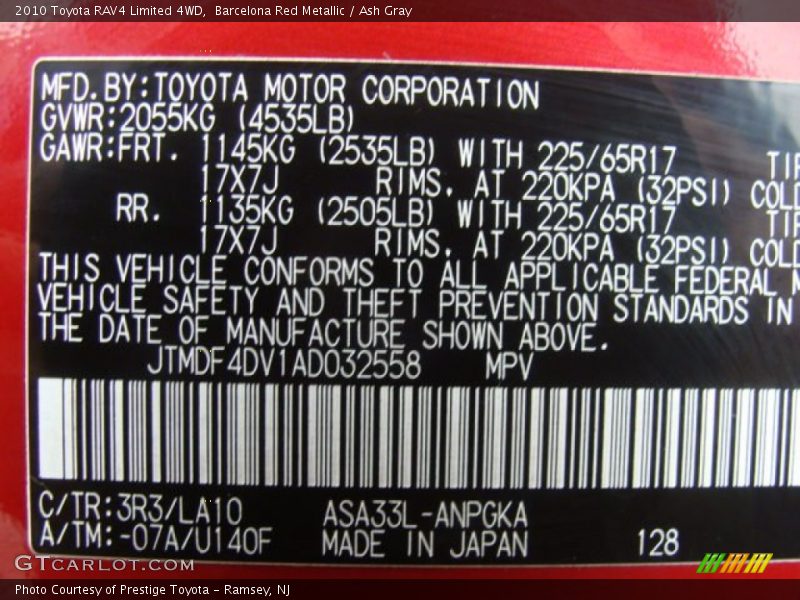 2010 Toyota RAV4 Limited 4WD, Barcelona Red Metallic / Ash Gray
MFD.BY:TOYOTA MOTOR CORPORATION
GVWR:2055KG (4535LB)
GAWR:FRT. 1145KG (2535LB) WITH 225/65R17 TIR
17X7J RIMS, AT 220KPA (32PSI) COLD
RR. 1135KG (2505LB) WITH 225/65R17 TIR
17X7J RIMS, AT 220KPA (32PSI) COLD
THIS VEHICLE CONFORMS TO ALL APPLICABLE FEDERAL M
VEHICLE SAFETY AND THEFT PREVENTION STANDARDS IN
THE DATE OF MANUFACTURE SHOWN ABOVE.
JTMDF4DV1AD032558 MPV
C/TR:3R3/LA10 ASA33L-ANPGKA
A/TM:-07A/U140F MADE IN JAPAN 128
GTCARLOT.COM
Photo Courtesy of Prestige Toyota - Ramsey, NJ